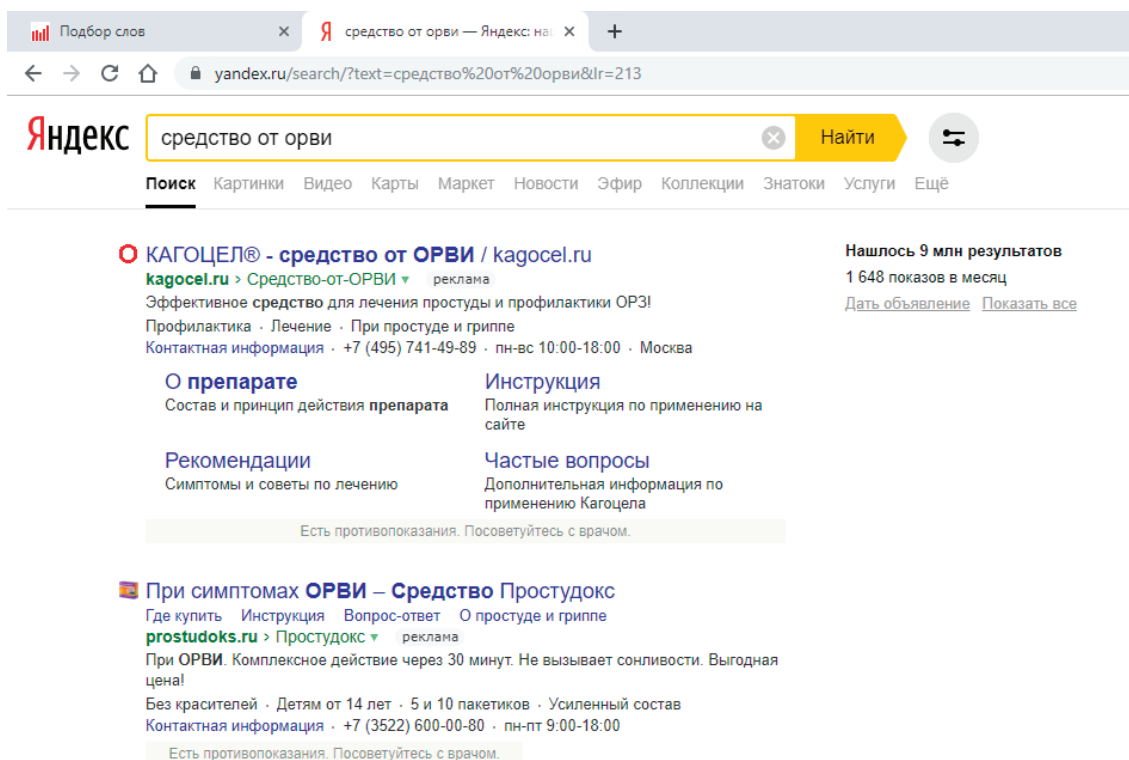 Подбор слов
средство от орви — Яндекс: на
yandex.ru/search/?text=средство%20от%20орви&lr=213
Яндекс
средство от орви
Найти
Поиск Картинки Видео Карты Маркет Новости Эфир Коллекции Знатоки Услуги Ещё
КАГОЦЕЛ® - средство от ОРВИ / kagocel.ru
kagocel.ru › Средство-от-ОРВИ реклама
Эффективное средство для лечения простуды и профилактики ОРЗ!
Профилактика · Лечение · При простуде и гриппе
Контактная информация · +7 (495) 741-49-89 · пн-вс 10:00-18:00 · Москва
О препарате
Состав и принцип действия препарата
Инструкция
Полная инструкция по применению на
сайте
Рекомендации
Симптомы и советы по лечению
Частые вопросы
Дополнительная информация по
применению Кагоцела
Есть противопоказания. Посоветуйтесь с врачом.
При симптомах ОРВИ – Средство Простудокс
Где купить Инструкция Вопрос-ответ О простуде и гриппе
prostudoks.ru › Простудокс реклама
При ОРВИ. Комплексное действие через 30 минут. Не вызывает сонливости. Выгодная
цена!
Без красителей · Детям от 14 лет · 5 и 10 пакетиков · Усиленный состав
Контактная информация · +7 (3522) 600-00-80 · пн-пт 9:00-18:00
Есть противопоказания. Посоветуйтесь с врачом.
Нашлось 9 млн результатов
1 648 показов в месяц
Дать объявление Показать все